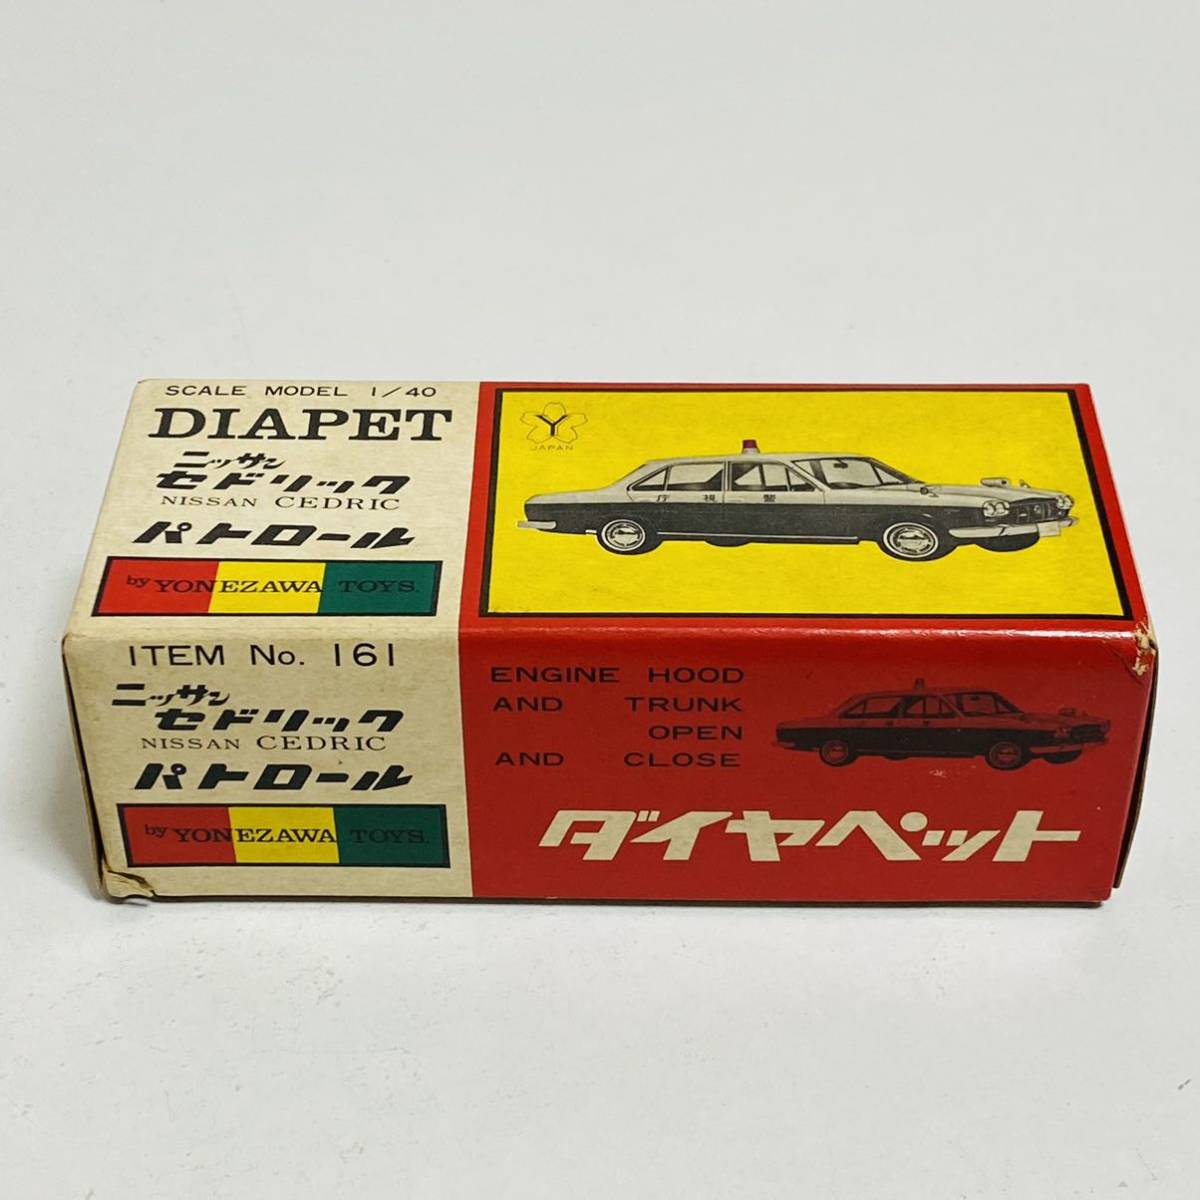 SCALE MODEL 1/40
DIAPET
ニッサン
セドリック
NISSAN CEDRIC
パトロール
by YONEZAWA TOYS.
Y
JAPAN
庁視警
ITEM No. 161
ニッサン
セドリック
NISSAN CEDRIC
パトロール
by YONEZAWA TOYS.
ENGINE HOOD
AND TRUNK
OPEN
AND CLOSE
ダイヤペット